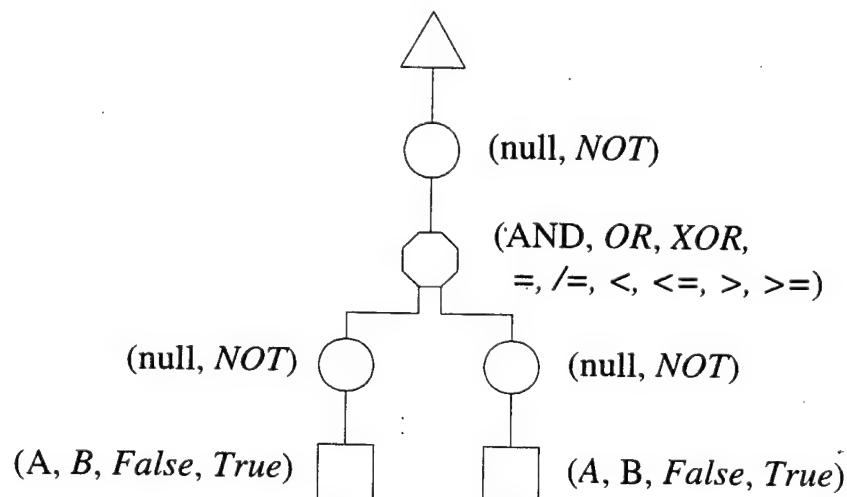 (null, NOT)
(AND, OR, XOR,
=, /=, <, <=, >, >=)
(null, NOT)
(null, NOT)
(A, B, False, True)
(A, B, False, True)